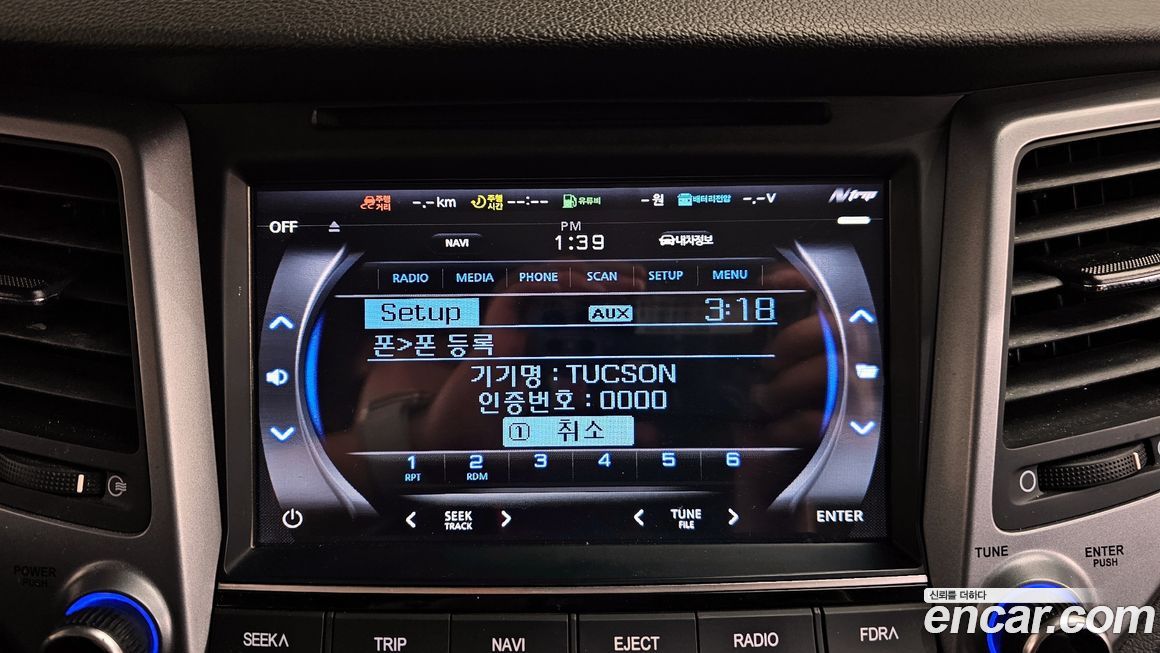 주행거리 -.-km 주행시간 --:-- 유류비 -원 배터리전압 -.-V Ntrip
OFF PM
NAVI 1:39 내차정보
RADIO MEDIA PHONE SCAN SETUP MENU
Setup AUX 3:18
폰>폰 등록
기기명 : TUCSON
인증번호 : 0000
① 취소
1 RPT 2 RDM 3 4 5 6
SEEK TRACK TUNE FILE ENTER
POWER PUSH
TUNE ENTER PUSH
SEEK∧ TRIP NAVI EJECT RADIO FDR∧
신뢰를 더하다
encar.com